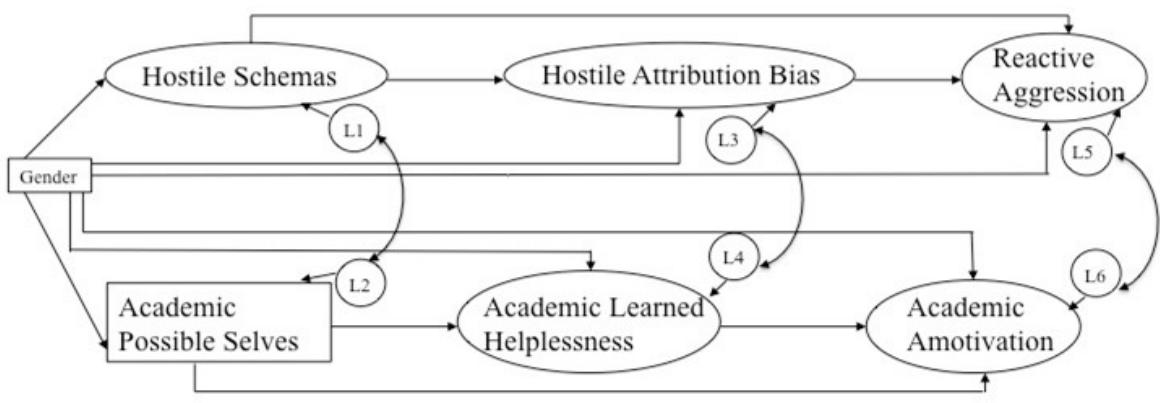 Hostile Schemas
Hostile Attribution Bias
Reactive
Aggression
L1
L3
L5
Gender
L2
L4
L6
Academic
Possible Selves
Academic Learned
Helplessness
Academic
Amotivation